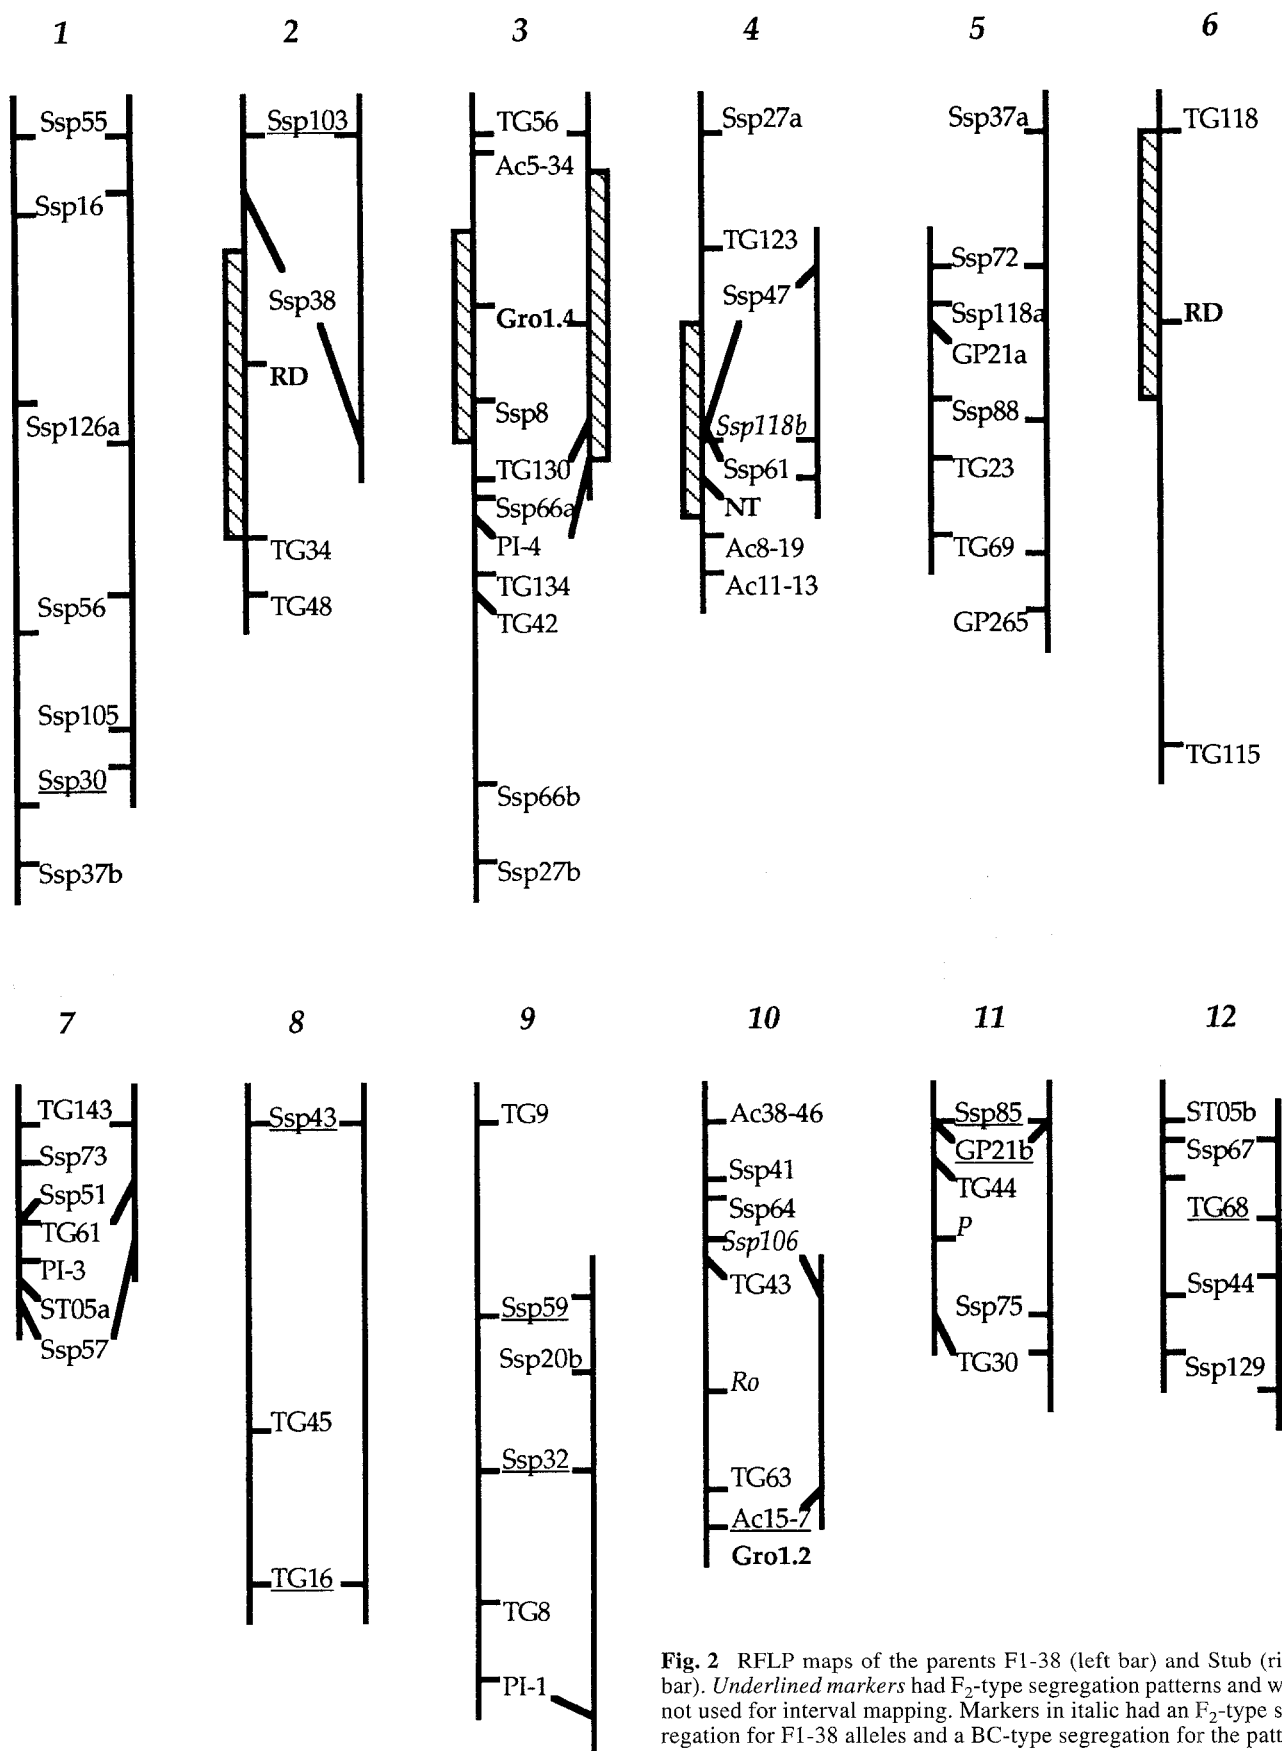 1
2
3
4
5
6
Ssp55
Ssp16
Ssp126a
Ssp56
Ssp105
Ssp30
Ssp37b
Ssp103
Ssp38
RD
TG34
TG48
TG56
Ac5-34
Gro1.4
Ssp8
TG130
Ssp66a
PI-4
TG134
TG42
Ssp66b
Ssp27b
Ssp27a
TG123
Ssp47
Ssp118b
Ssp61
NT
Ac8-19
Ac11-13
Ssp37a
Ssp72
Ssp118a
GP21a
Ssp88
TG23
TG69
GP265
TG118
RD
TG115
7
8
9
10
11
12
TG143
Ssp73
Ssp51
TG61
PI-3
ST05a
Ssp57
Ssp43
TG45
TG16
TG9
Ssp59
Ssp20b
Ssp32
TG8
PI-1
Ac38-46
Ssp41
Ssp64
Ssp106
TG43
Ro
TG63
Ac15-7
Gro1.2
Ssp85
GP21b
TG44
P
Ssp75
TG30
ST05b
Ssp67
TG68
Ssp44
Ssp129
Fig. 2 RFLP maps of the parents F1-38 (left bar) and Stub (ri
bar). Underlined markers had F2-type segregation patterns and w
not used for interval mapping. Markers in italic had an F2-type s
regation for F1-38 alleles and a BC-type segregation for the patt